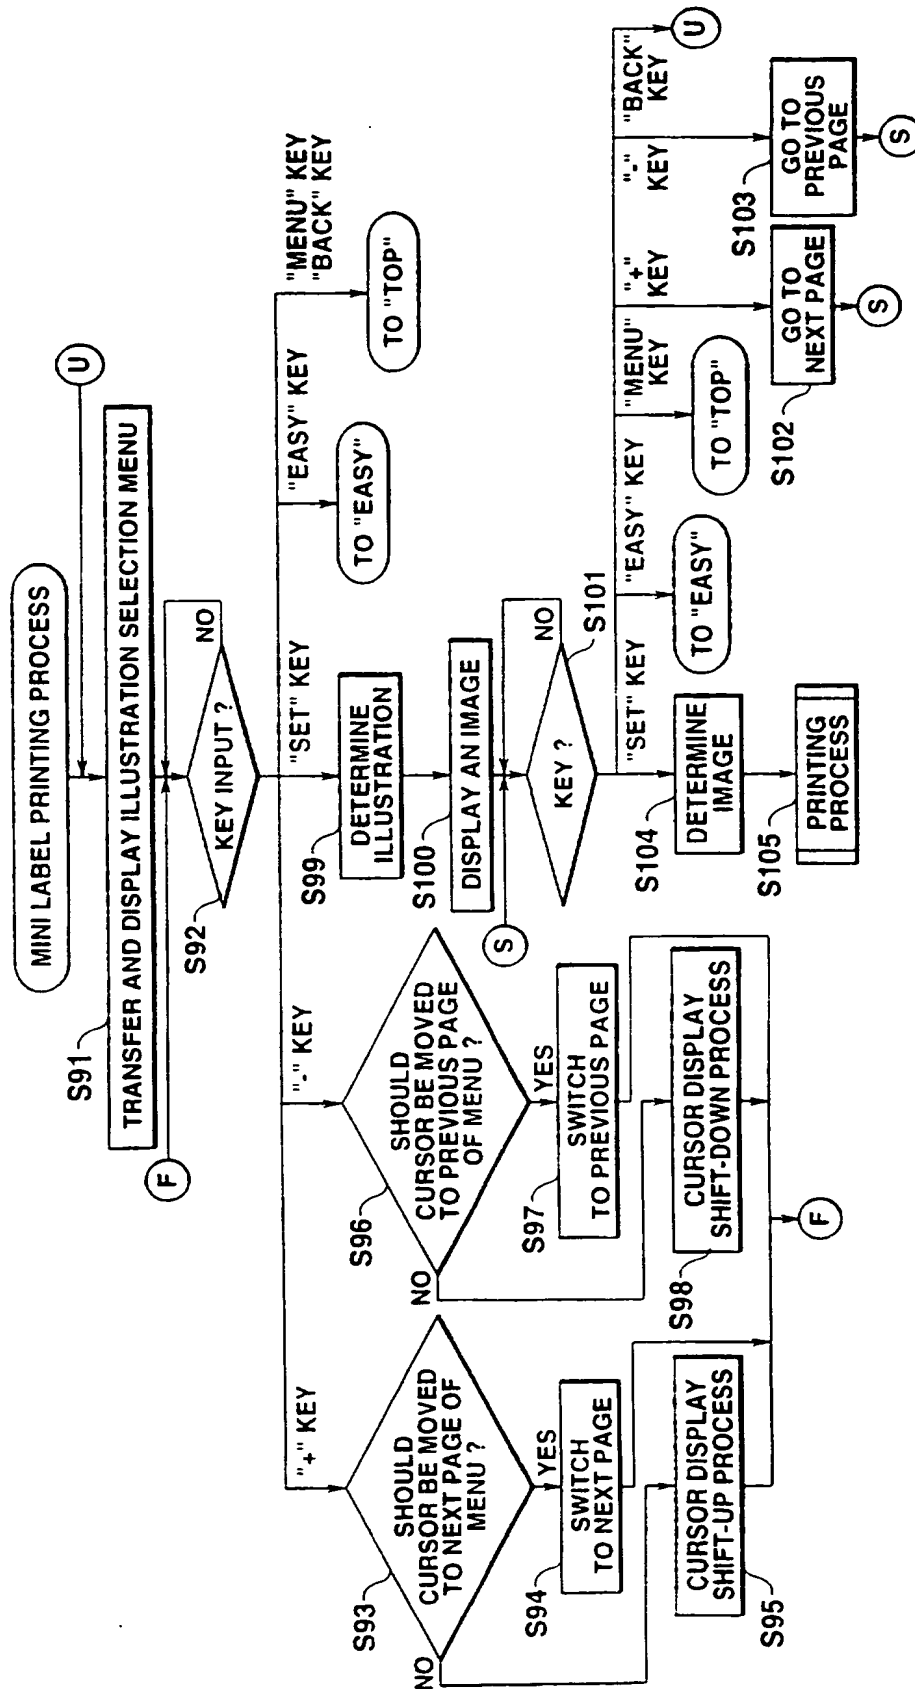 MINI LABEL PRINTING PROCESS
U
S91
TRANSFER AND DISPLAY ILLUSTRATION SELECTION MENU
F
S92
KEY INPUT ?
NO
"+" KEY
"-" KEY
"SET" KEY
"EASY" KEY
"MENU" KEY
"BACK" KEY
S93
SHOULD
CURSOR BE MOVED
TO NEXT PAGE OF
MENU ?
NO
YES
S94
SWITCH
TO NEXT PAGE
S95
CURSOR DISPLAY
SHIFT-UP PROCESS
S96
SHOULD
CURSOR BE MOVED
TO PREVIOUS PAGE
OF MENU ?
NO
YES
S97
SWITCH
TO PREVIOUS PAGE
S98
CURSOR DISPLAY
SHIFT-DOWN PROCESS
F
S99
DETERMINE
ILLUSTRATION
TO "EASY"
TO "TOP"
S100
DISPLAY AN IMAGE
S
KEY ?
NO
S101
"SET" KEY
"EASY" KEY
"MENU"
KEY
"+"
KEY
"-"
KEY
"BACK"
KEY
S104
DETERMINE
IMAGE
S105
PRINTING
PROCESS
TO "EASY"
TO "TOP"
S102
GO TO
NEXT PAGE
S
S103
GO TO
PREVIOUS
PAGE
S
U